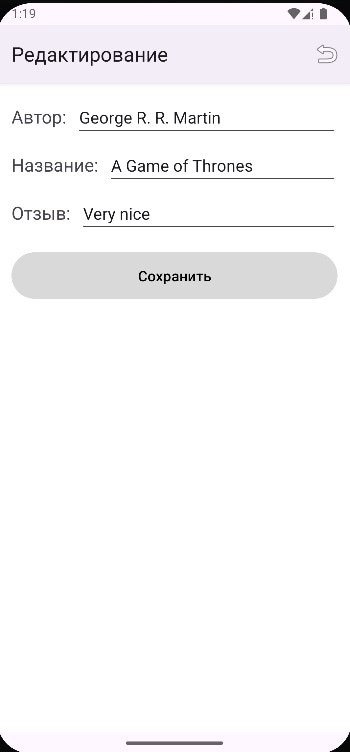 1:19
Редактирование
Автор: George R. R. Martin
Название: A Game of Thrones
Отзыв: Very nice
Сохранить